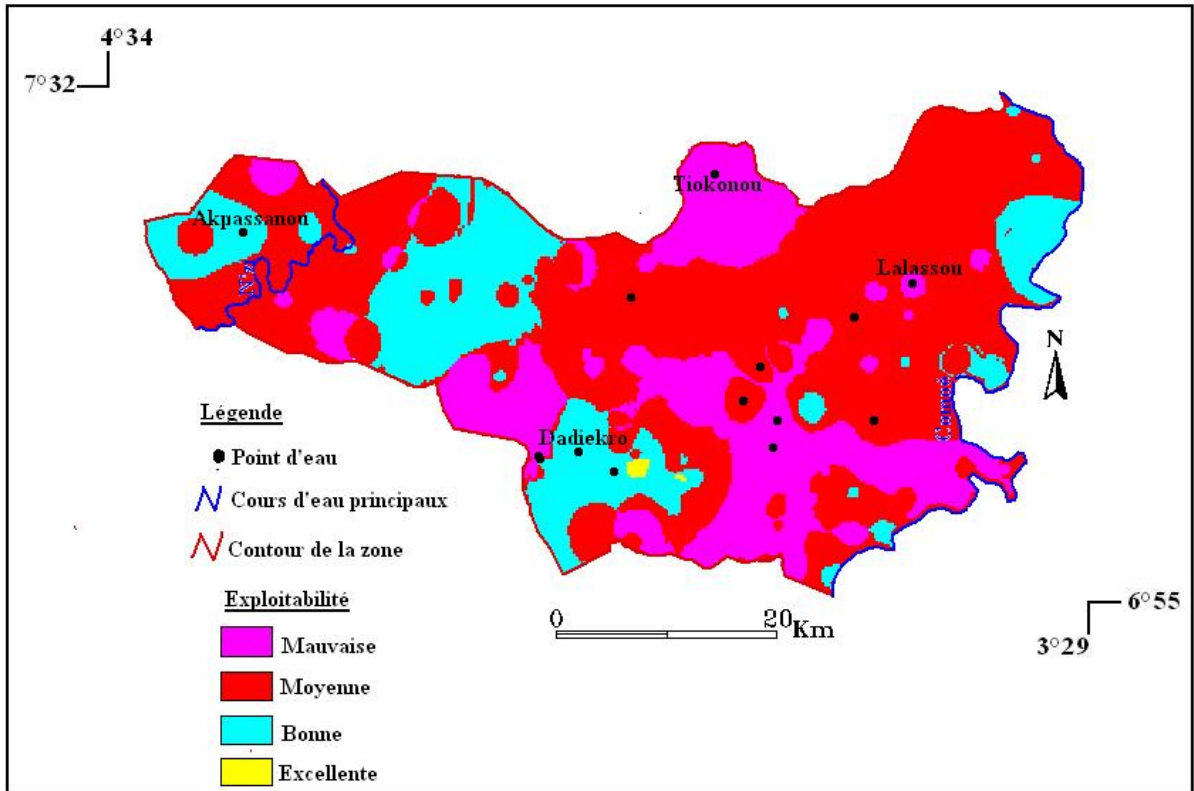 4°34
7°32
Tiokonou
Akpassanou
Lalassou
N
Comoé
Légende
Dadiekro
Point d'eau
Cours d'eau principaux
Contour de la zone
Exploitabilité
0 20 Km
6°55
3°29
Mauvaise
Moyenne
Bonne
Excellente